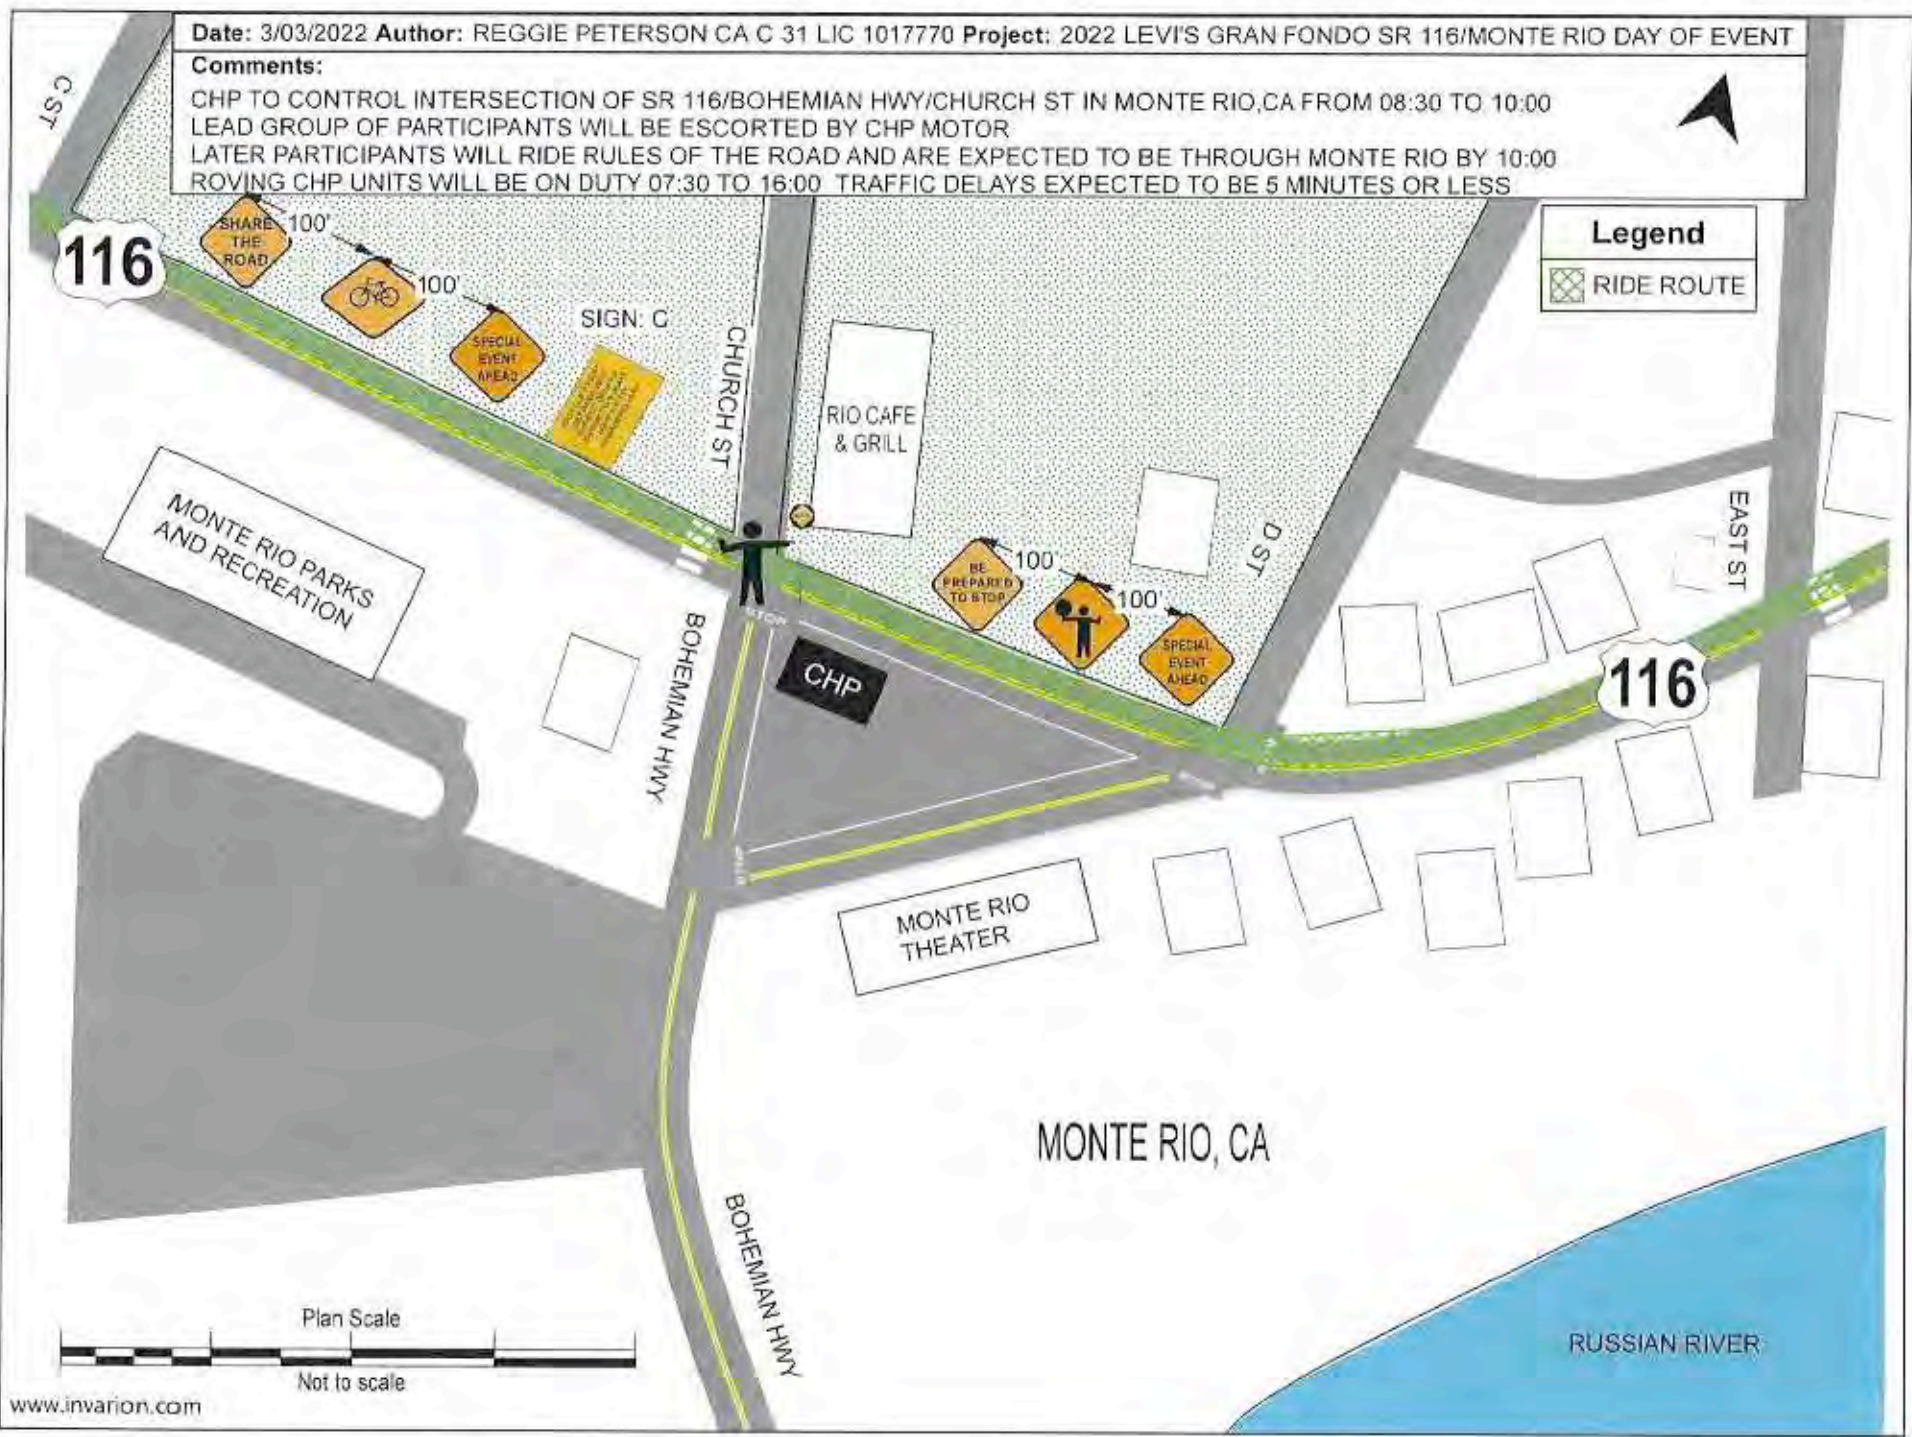 Date: 3/03/2022 Author: REGGIE PETERSON CA C 31 LIC 1017770 Project: 2022 LEVI'S GRAN FONDO SR 116/MONTE RIO DAY OF EVENT
Comments:
CHP TO CONTROL INTERSECTION OF SR 116/BOHEMIAN HWY/CHURCH ST IN MONTE RIO,CA FROM 08:30 TO 10:00
LEAD GROUP OF PARTICIPANTS WILL BE ESCORTED BY CHP MOTOR
LATER PARTICIPANTS WILL RIDE RULES OF THE ROAD AND ARE EXPECTED TO BE THROUGH MONTE RIO BY 10:00
ROVING CHP UNITS WILL BE ON DUTY 07:30 TO 16:00 TRAFFIC DELAYS EXPECTED TO BE 5 MINUTES OR LESS
C ST
Legend
RIDE ROUTE
116
SHARE
THE
ROAD
100'
100'
SPECIAL
EVENT
AHEAD
SIGN: C
CHURCH ST
RIO CAFE
& GRILL
D ST
EAST ST
MONTE RIO PARKS
AND RECREATION
BE
PREPARED
TO STOP
100'
100'
SPECIAL
EVENT
AHEAD
116
STOP
CHP
BOHEMIAN HWY
MONTE RIO
THEATER
MONTE RIO, CA
BOHEMIAN HWY
RUSSIAN RIVER
Plan Scale
Not to scale
www.invarion.com